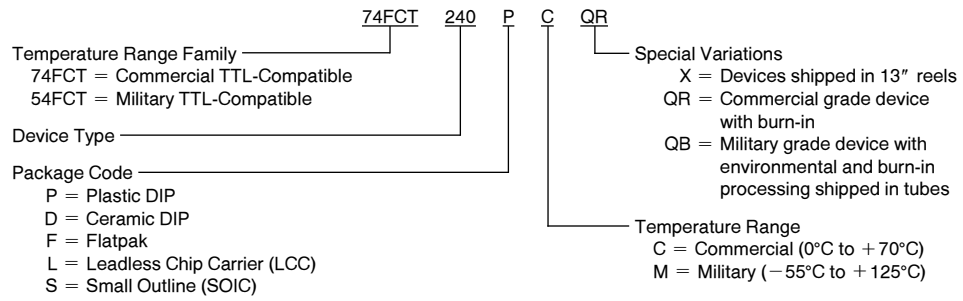 74FCT 240 P C QR
Temperature Range Family
74FCT = Commercial TTL-Compatible
54FCT = Military TTL-Compatible
Device Type
Package Code
P = Plastic DIP
D = Ceramic DIP
F = Flatpak
L = Leadless Chip Carrier (LCC)
S = Small Outline (SOIC)
Special Variations
X = Devices shipped in 13″ reels
QR = Commercial grade device
with burn-in
QB = Military grade device with
environmental and burn-in
processing shipped in tubes
Temperature Range
C = Commercial (0°C to +70°C)
M = Military (−55°C to +125°C)